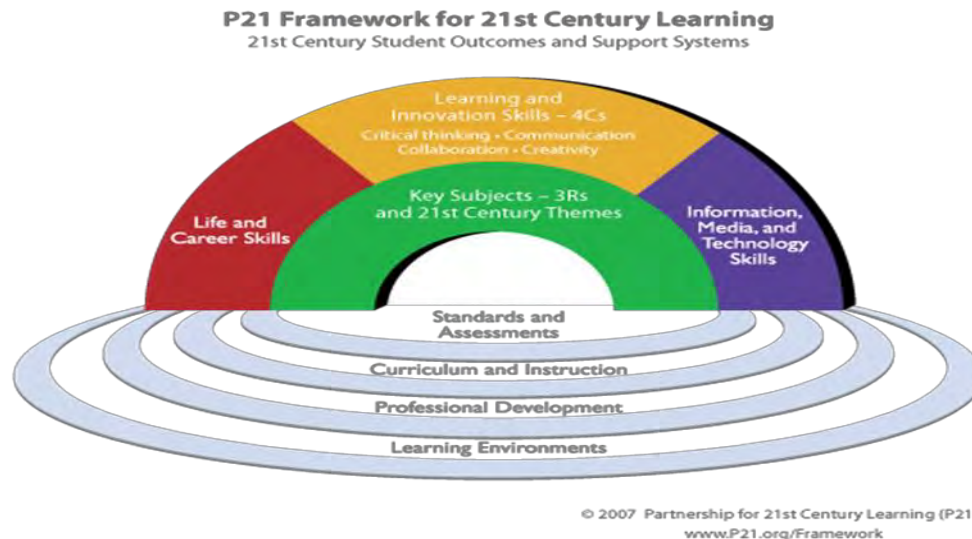 P21 Framework for 21st Century Learning
21st Century Student Outcomes and Support Systems
Learning and
Innovation Skills – 4Cs
Critical thinking • Communication
Collaboration • Creativity
Key Subjects – 3Rs
and 21st Century Themes
Life and
Career Skills
Information,
Media, and
Technology
Skills
Standards and
Assessments
Curriculum and Instruction
Professional Development
Learning Environments
© 2007 Partnership for 21st Century Learning (P21
www.P21.org/Framework